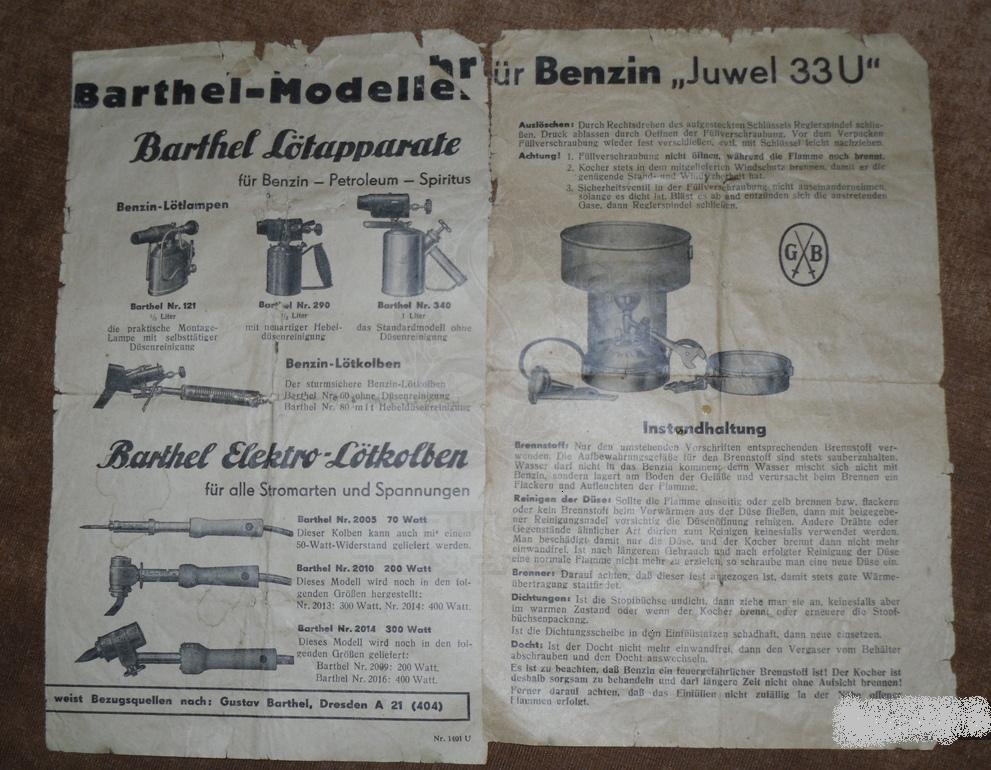 hr
Barthel-Modelle
Barthel Lötapparate
für Benzin – Petroleum – Spiritus
Benzin-Lötlampen
Barthel Nr. 121
Liter
die praktische Montage-
Lampe mit selbsttätiger
Düsenreinigung
Barthel Nr. 290
Liter
mit neuartiger Hebel-
düsenreinigung
Barthel Nr. 340
1 Liter
das Standardmodell ohne
Düsenreinigung
Benzin-Lötkolben
Der sturmsichere Benzin-Lötkolben
Barthel Nr. 60 ohne Düsenreinigung
Barthel Nr. 80 mit Hebeldüsenreinigung
Barthel Elektro-Lötkolben
für alle Stromarten und Spannungen
Barthel Nr. 2005 70 Watt
Dieser Kolben kann auch mit einem
50-Watt-Widerstand geliefert werden.
Barthel Nr. 2010 200 Watt
Dieses Modell wird noch in den fol-
genden Größen hergestellt:
Nr. 2013: 300 Watt, Nr. 2014: 400 Watt.
Barthel Nr. 2014 300 Watt
Dieses Modell wird noch in den fol-
genden Größen geliefert:
Barthel Nr. 2009: 200 Watt.
Barthel Nr. 2016: 400 Watt.
weist Bezugsquellen nach: Gustav Barthel, Dresden A 21 (404)
Nr. 1401 U
ür Benzin „Juwel 33U“
Auslöschen: Durch Rechtsdrehen des aufgesteckten Schlüssels Reglerspindel schlie-
ßen, Druck ablassen durch Oeffnen der Füllverschraubung. Vor dem Verpacken
Füllverschraubung wieder fest verschließen, evtl. mit Schlüssel leicht nachziehen.
Achtung! 1. Füllverschraubung nicht öffnen, während die Flamme noch brennt.
2. Kocher stets in dem mitgelieferten Windschutz brennen, damit er die
genügende Stand- und Windsicherheit hat.
3. Sicherheitsventil in der Füllverschraubung nicht auseinandernehmen,
solange es dicht ist. Bläst es ab und entzünden sich die austretenden
Gase, dann Reglerspindel schließen.
G B
Instandhaltung
Brennstoff: Nur den umstehenden Vorschriften entsprechenden Brennstoff ver-
wenden. Die Aufbewahrungsgefäße für den Brennstoff sind stets sauberzuhalten.
Wasser darf nicht in das Benzin kommen; denn Wasser mischt sich nicht mit
Benzin, sondern lagert am Boden der Gefäße und verursacht beim Brennen ein
Flackern und Aufleuchten der Flamme.
Reinigen der Düse: Sollte die Flamme einseitig oder gelb brennen bzw. flackern
oder kein Brennstoff beim Vorwärmen aus der Düse fließen, dann mit beigegebe-
ner Reinigungsnadel vorsichtig die Düsenöffnung reinigen. Andere Drähte oder
Gegenstände ähnlicher Art dürfen zum Reinigen keinesfalls verwendet werden.
Man beschädigt damit nur die Düse, und der Kocher brennt dann nicht mehr
einwandfrei. Ist nach längerem Gebrauch und nach erfolgter Reinigung der Düse
eine normale Flamme nicht mehr zu erzielen, so schraube man eine neue Düse ein.
Brenner: Darauf achten, daß dieser fest angezogen ist, damit stets gute Wärme-
übertragung stattfindet.
Dichtungen: Ist die Stopfbüchse undicht, dann ziehe man sie an, keinesfalls aber
im warmen Zustand oder wenn der Kocher brennt oder erneuere die Stopf-
büchsenpackung.
Ist die Dichtungsscheibe in dem Einfüllstutzen schadhaft, dann neue einsetzen.
Docht: Ist der Docht nicht mehr einwandfrei, dann den Vergaser vom Behälter
abschrauben und den Docht auswechseln.
Es ist zu beachten, daß Benzin ein feuergefährlicher Brennstoff ist! Der Kocher ist
deshalb sorgsam zu behandeln und darf längere Zeit nicht ohne Aufsicht brennen!
Ferner darauf achten, daß das Einfüllen nicht zufällig in der Nähe offener
Flammen erfolgt.